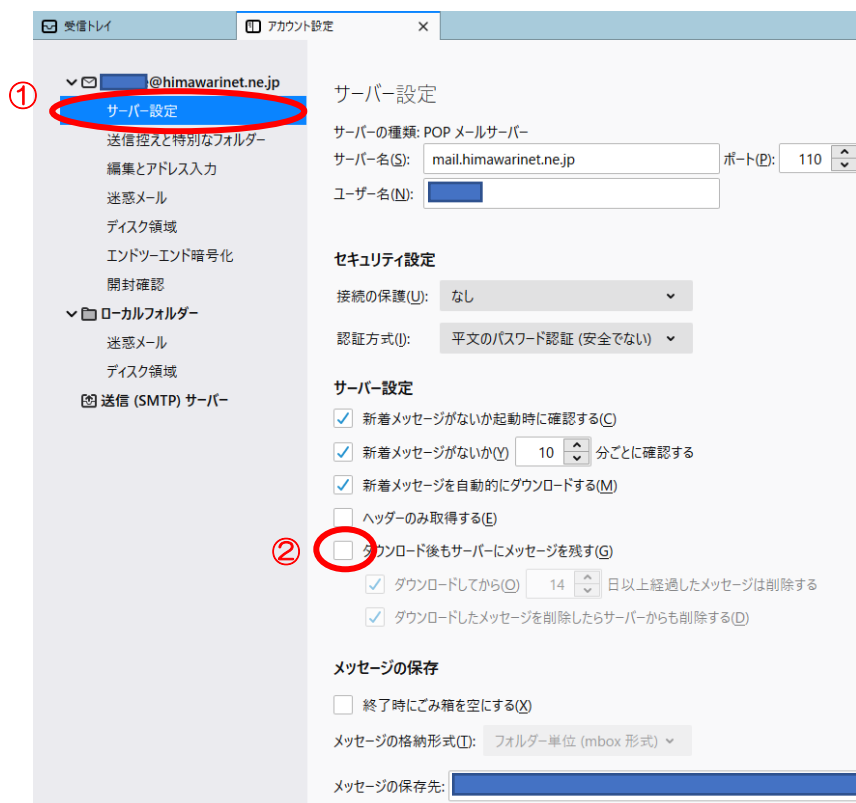 受信トレイ
アカウント設定
①
@himawarinet.ne.jp
サーバー設定
送信控えと特別なフォルダー
編集とアドレス入力
迷惑メール
ディスク領域
エンドツーエンド暗号化
開封確認
ローカルフォルダー
迷惑メール
ディスク領域
送信 (SMTP) サーバー
サーバー設定
サーバーの種類: POP メールサーバー
サーバー名(S): mail.himawarinet.ne.jp ポート(P): 110
ユーザー名(N):
セキュリティ設定
接続の保護(U): なし
認証方式(I): 平文のパスワード認証 (安全でない)
サーバー設定
新着メッセージがないか起動時に確認する(C)
新着メッセージがないか(Y) 10 分ごとに確認する
新着メッセージを自動的にダウンロードする(M)
ヘッダーのみ取得する(E)
② ダウンロード後もサーバーにメッセージを残す(G)
ダウンロードしてから(O) 14 日以上経過したメッセージは削除する
ダウンロードしたメッセージを削除したらサーバーからも削除する(D)
メッセージの保存
終了時にごみ箱を空にする(X)
メッセージの格納形式(T): フォルダー単位 (mbox 形式)
メッセージの保存先: